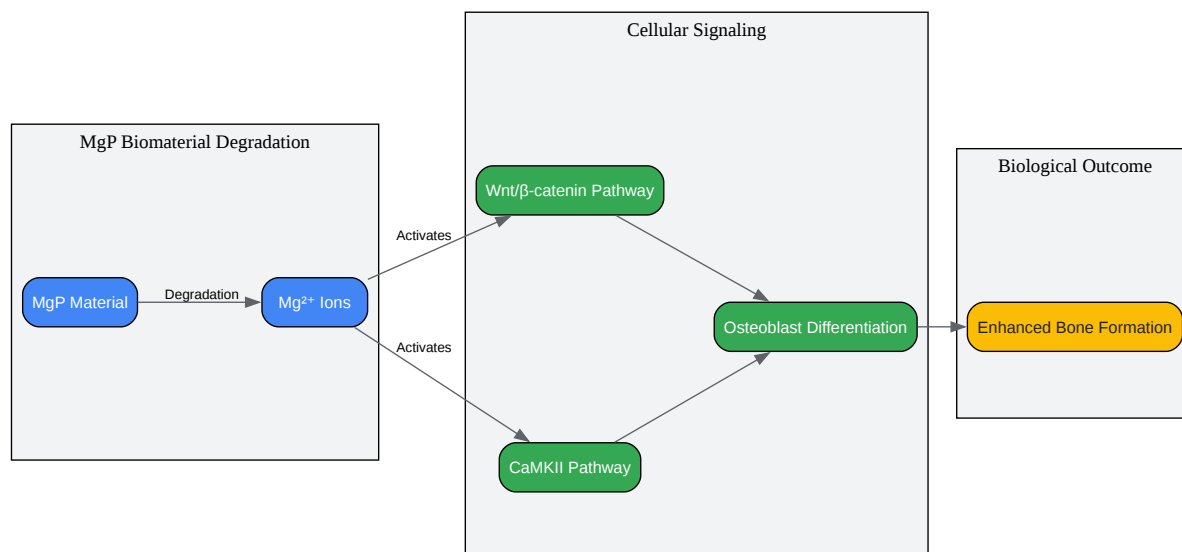 Cellular Signaling
MgP Biomaterial Degradation
Biological Outcome
Wnt/β-catenin Pathway
Activates
MgP Material
Degradation
Mg²⁺ Ions
Osteoblast Differentiation
Enhanced Bone Formation
Activates
CaMKII Pathway